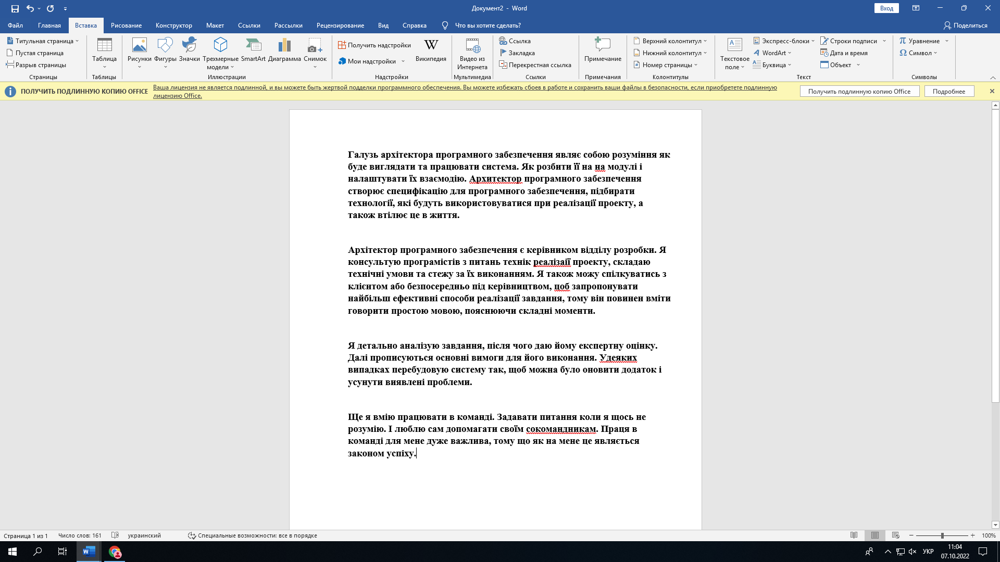 Документ2 - Word
Вход
Файл Главная Вставка Рисование Конструктор Макет Ссылки Рассылки Рецензирование Вид Справка Что вы хотите сделать? Поделиться
Титульная страница
Пустая страница
Разрыв страницы
Страницы
Таблица
Таблицы
Рисунки Фигуры Значки Трехмерные модели SmartArt Диаграмма Снимок
Иллюстрации
Получить надстройки
Мои надстройки
W Википедия
Надстройки
Видео из Интернета
Мультимедиа
Ссылка
Закладка
Перекрестная ссылка
Ссылки
Примечание
Примечания
Верхний колонтитул
Нижний колонтитул
Номер страницы
Колонтитулы
Текстовое поле
Экспресс-блоки
WordArt
Буквица
Строки подписи
Дата и время
Объект
Текст
π Уравнение
Ω Символ
Символы
ПОЛУЧИТЬ ПОДЛИННУЮ КОПИЮ OFFICE
Ваша лицензия не является подлинной, и вы можете быть жертвой подделки программного обеспечения. Вы можете избежать сбоев в работе и сохранить ваши файлы в безопасности, если приобретете подлинную
лицензию Office.
Получить подлинную копию Office
Подробнее
Галузь архітектора програмного забезпечення являє собою розуміння як
буде виглядати та працювати система. Як розбити її на на модулі і
налаштувати їх взаємодію. Архитектор програмного забезпечення
створює специфікацію для програмного забезпечення, підбирати
технології, які будуть використовуватися при реалізації проекту, а
також втілює це в життя.
Архітектор програмного забезпечення є керівником відділу розробки. Я
консультую програмістів з питань технік реалізаїї проекту, складаю
технічні умови та стежу за їх виконанням. Я також можу спілкуватись з
клієнтом або безпосередньо під керівництвом, цоб запропонувати
найбільш ефективні способи реалізації завдання, тому він повинен вміти
говорити простою мовою, пояснюючи складні моменти.
Я детально аналізую завдання, після чого даю йому експертну оцінку.
Далі прописуються основні вимоги для його виконання. Удеяких
випадках перебудовую систему так, щоб можна було оновити додаток і
усунути виявлені проблеми.
Ще я вмію працювати в команді. Задавати питання коли я щось не
розумію. І люблю сам допомагати своїм сокомандникам. Праця в
команді для мене дуже важлива, тому що як на мене це являється
законом успіху.
Страница 1 из 1 Число слов: 161 украинский Специальные возможности: все в порядке 100%
УКР
11:04
07.10.2022